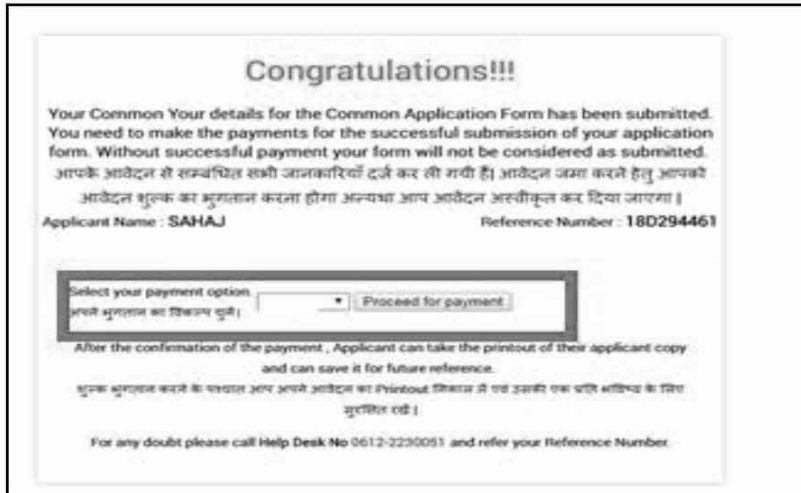 Congratulations!!!
Your Common Your details for the Common Application Form has been submitted.
You need to make the payments for the successful submission of your application
form. Without successful payment your form will not be considered as submitted.
आपके आवेदन से सम्बंधित सभी जानकारियाँ दर्ज कर ली गयी हैं| आवेदन जमा करने हेतु आपको
आवेदन शुल्क का भुगतान करना होगा अन्यथा आप आवेदन अस्वीकृत कर दिया जाएगा |
Applicant Name : SAHAJ Reference Number : 18D294461
Select your payment option Proceed for payment
अपने भुगतान का विकल्प चुनें|
After the confirmation of the payment , Applicant can take the printout of their applicant copy
and can save it for future reference.
शुल्क भुगतान करने के पश्चात आप अपने आवेदन का Printout निकाल लें एवं उसकी एक प्रति भविष्य के लिए
सुरक्षित रखें |
For any doubt please call Help Desk No 0612-2230051 and refer your Reference Number